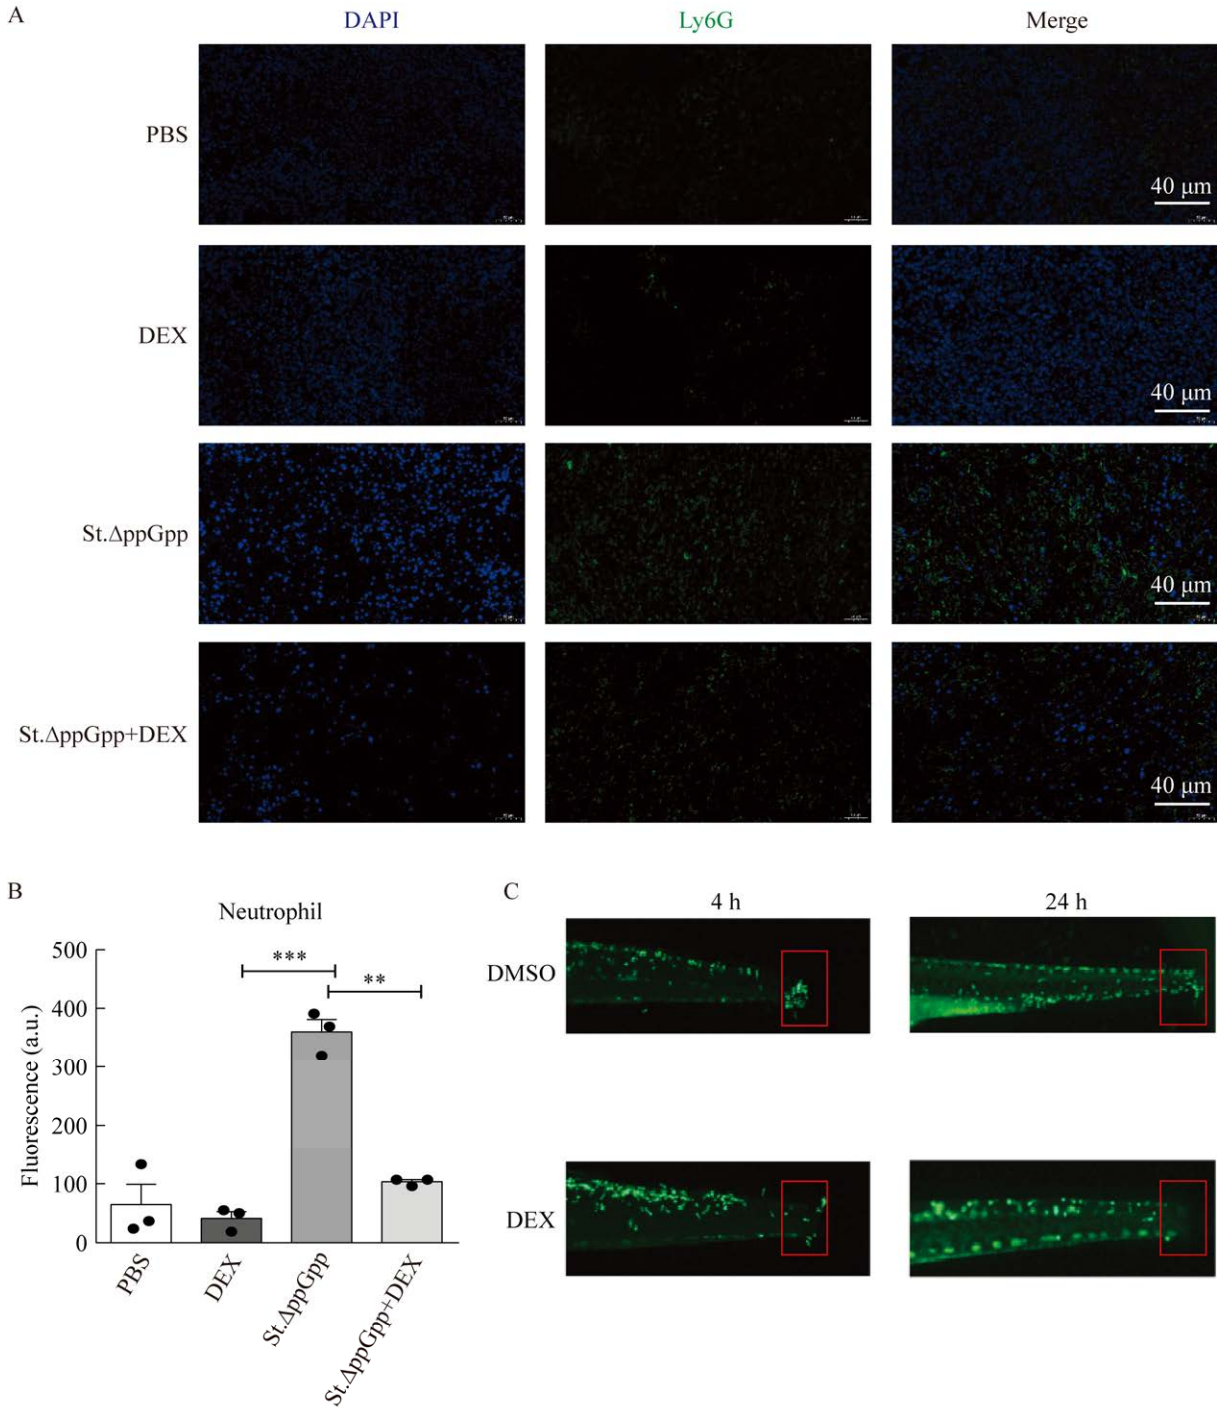 A
DAPI Ly6G Merge
PBS
40 μm
DEX
40 μm
St.ΔppGpp
40 μm
St.ΔppGpp+DEX
40 μm
B
Neutrophil
Fluorescence (a.u.)
500
400
300
200
100
0
***
**
PBS
DEX
St.ΔppGpp
St.ΔppGpp+DEX
C
4 h 24 h
DMSO
DEX